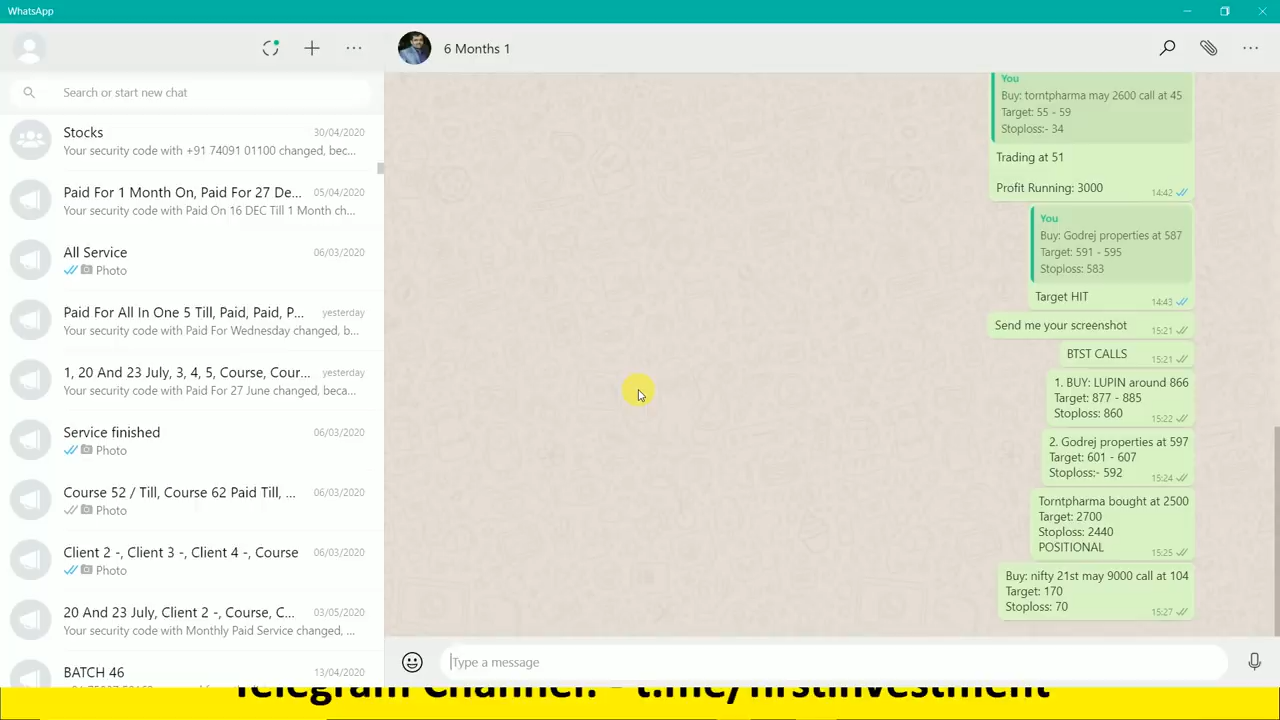 WhatsApp
6 Months 1
Search or start new chat
Stocks
30/04/2020
Your security code with +91 74091 01100 changed, bec...
Paid For 1 Month On, Paid For 27 De...
05/04/2020
Your security code with Paid On 16 DEC Till 1 Month ch...
All Service
06/03/2020
Photo
Paid For All In One 5 Till, Paid, Paid, P...
yesterday
Your security code with Paid For Wednesday changed, b...
1, 20 And 23 July, 3, 4, 5, Course, Cour...
yesterday
Your security code with Paid For 27 June changed, beca...
Service finished
06/03/2020
Photo
Course 52 / Till, Course 62 Paid Till, ...
06/03/2020
Photo
Client 2 -, Client 3 -, Client 4 -, Course
06/03/2020
Photo
20 And 23 July, Client 2 -, Course, C...
03/05/2020
Your security code with Monthly Paid Service changed, ...
BATCH 46
13/04/2020
You
Buy: torntpharma may 2600 call at 45
Target: 55 - 59
Stoploss:- 34
Trading at 51
Profit Running: 3000
14:42
You
Buy: Godrej properties at 587
Target: 591 - 595
Stoploss: 583
Target HIT
14:43
Send me your screenshot
15:21
BTST CALLS
15:21
1. BUY: LUPIN around 866
Target: 877 - 885
Stoploss: 860
15:22
2. Godrej properties at 597
Target: 601 - 607
Stoploss:- 592
15:24
Torntpharma bought at 2500
Target: 2700
Stoploss: 2440
POSITIONAL
15:25
Buy: nifty 21st may 9000 call at 104
Target: 170
Stoploss: 70
15:27
Type a message
Telegram Channel: - t.me/nrstinvestment